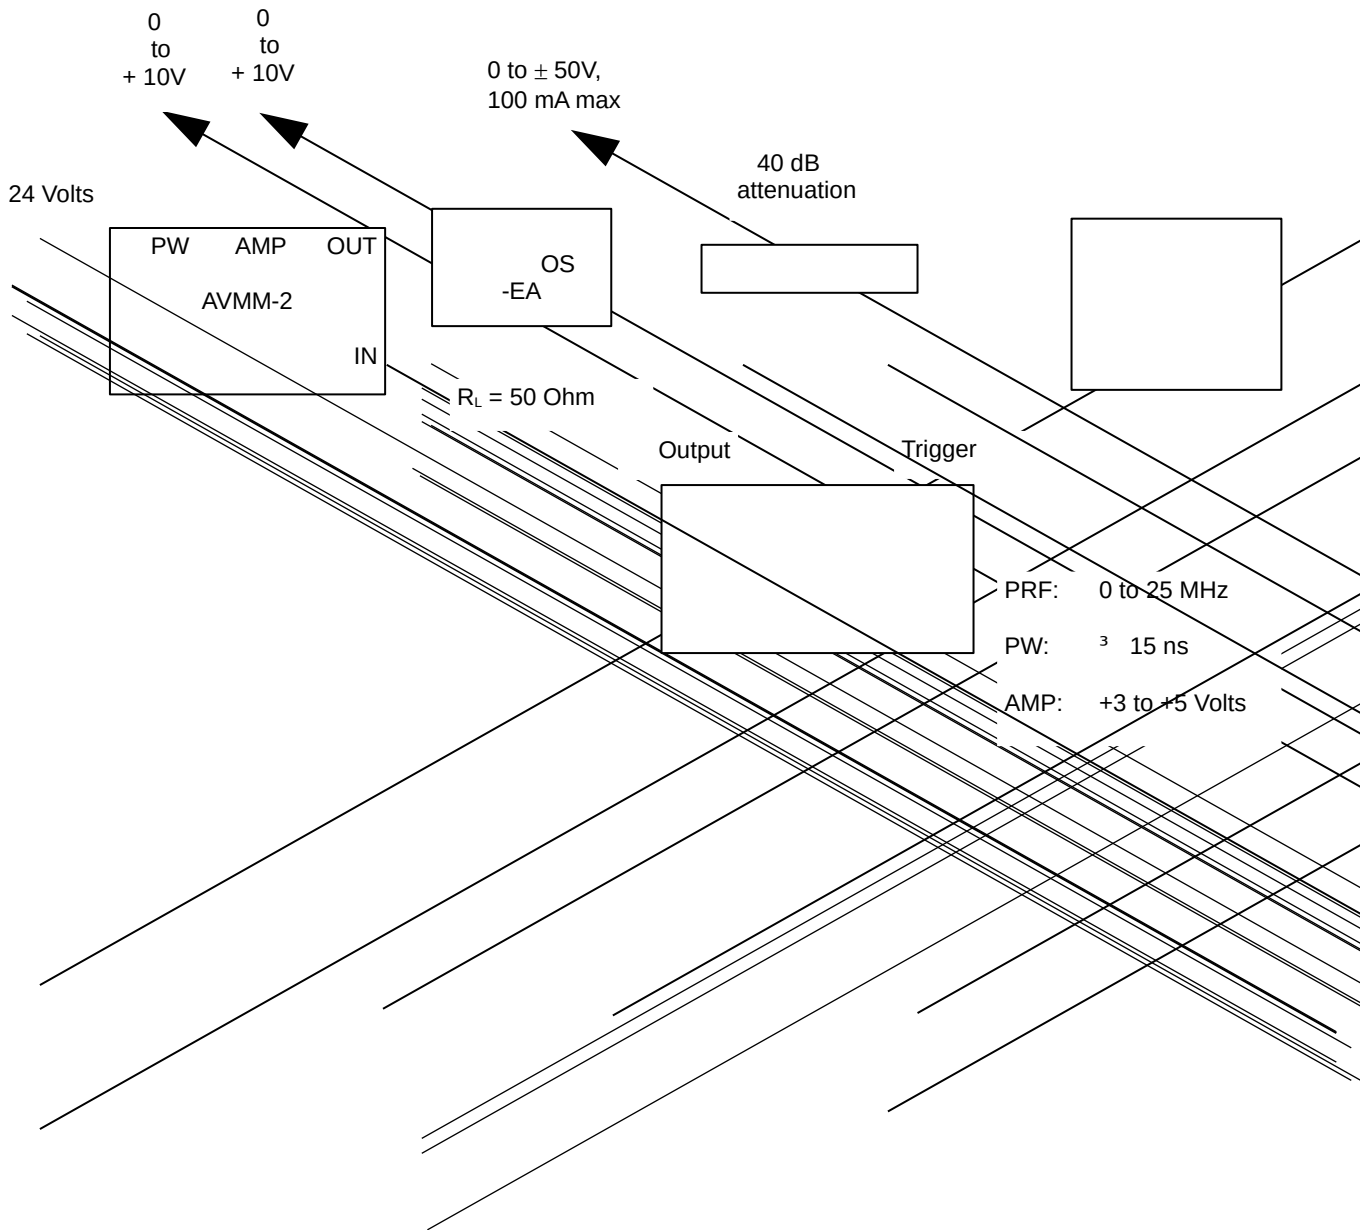 0
to
+ 10V
0
to
+ 10V
0 to ± 50V,
100 mA max
40 dB
attenuation
24 Volts
PW AMP OUT
AVMM-2
IN
OS
-EA
R_L = 50 Ohm
Output
Trigger
PRF: 0 to 25 MHz
PW: ³ 15 ns
AMP: +3 to +5 Volts